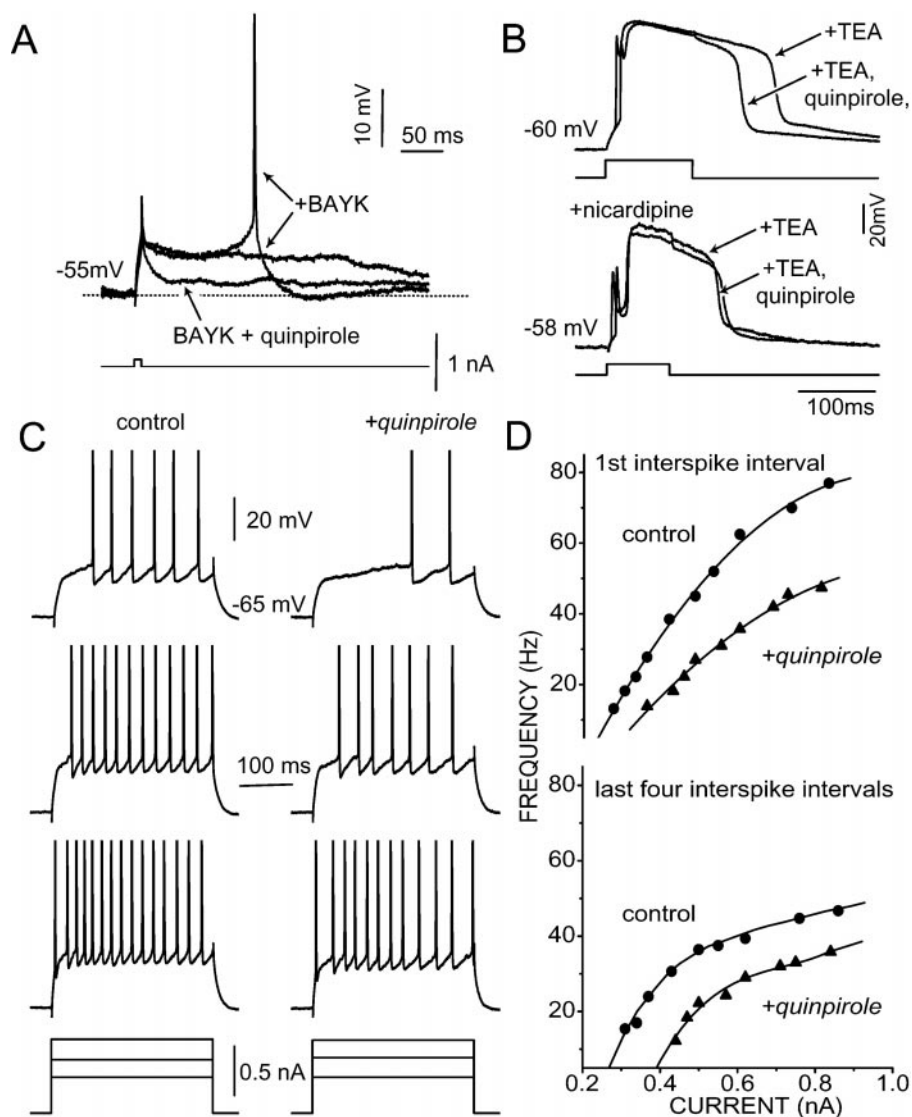 A
10 mV
50 ms
+BAYK
-55mV
BAYK + quinpirole
1 nA
B
+TEA
+TEA,
quinpirole,
-60 mV
+nicardipine
20mV
+TEA
+TEA,
quinpirole
-58 mV
100ms
C
control
+quinpirole
20 mV
-65 mV
100 ms
0.5 nA
D
1st interspike interval
80
60
40
20
control
+quinpirole
FREQUENCY (Hz)
last four interspike intervals
80
60
40
20
control
+quinpirole
0.2 0.4 0.6 0.8 1.0
CURRENT (nA)